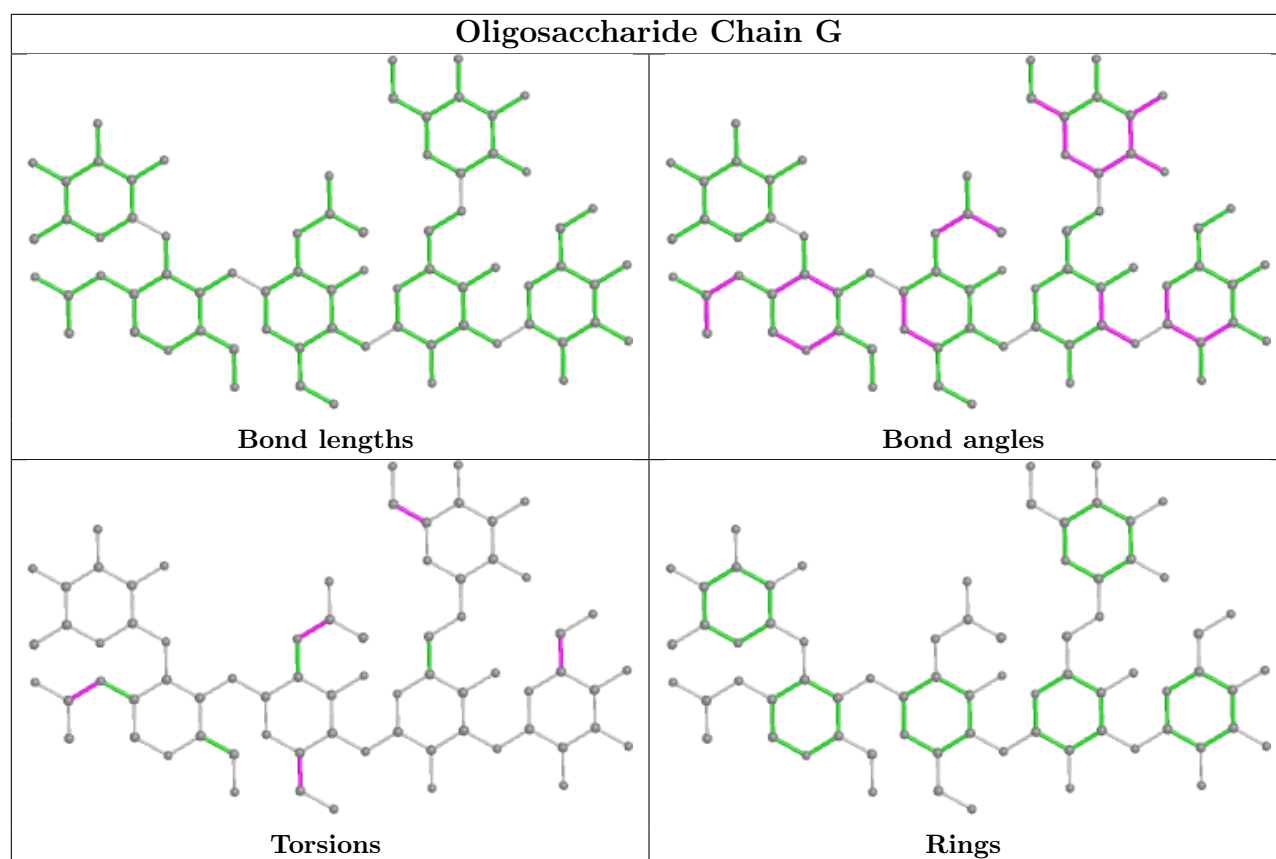 Oligosaccharide Chain G
Bond lengths
Bond angles
Torsions
Rings